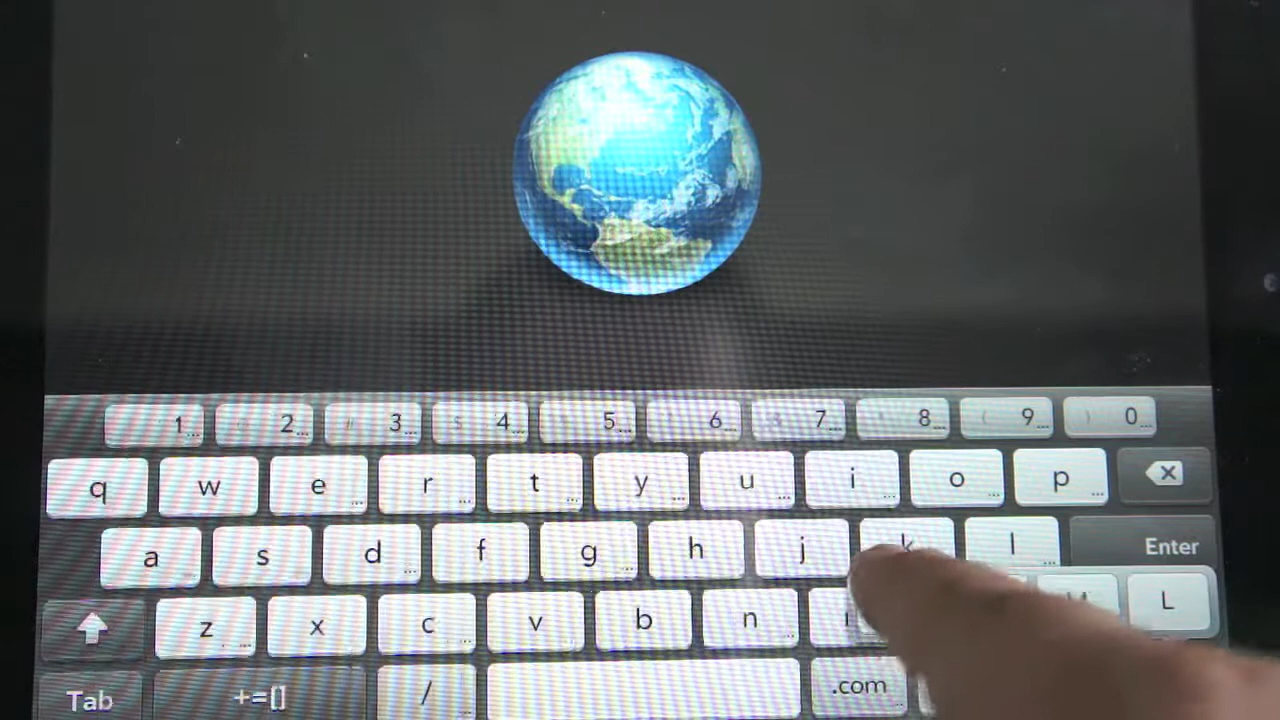 1... 2... 3... 4... 5... 6... 7... 8... 9... 0...
q w e... r... t... y... u... i... o... p...
a s d... f g... h j k l... Enter
z... x c... v b n... M L
Tab +=[] /... .com